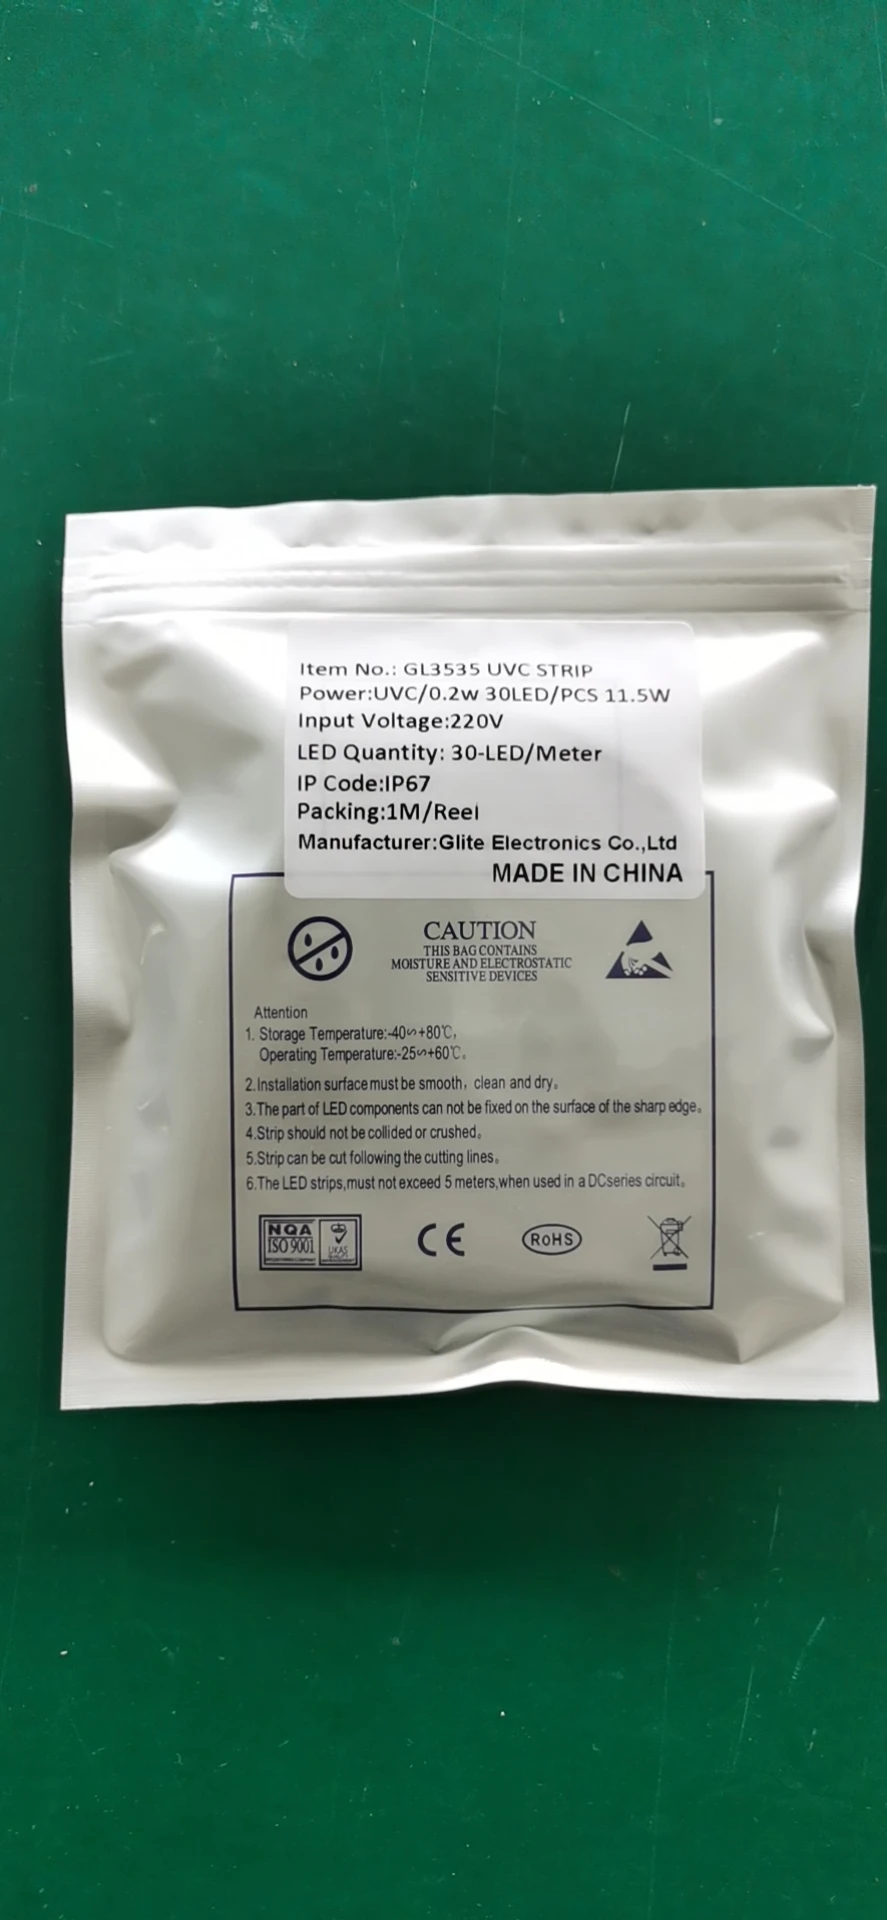 Item No.: GL3535 UVC STRIP
Power:UVC/0.2w 30LED/PCS 11.5W
Input Voltage:220V
LED Quantity: 30-LED/Meter
IP Code:IP67
Packing:1M/Reel
Manufacturer:Glite Electronics Co.,Ltd
MADE IN CHINA
CAUTION
THIS BAG CONTAINS
MOISTURE AND ELECTROSTATIC
SENSITIVE DEVICES
Attention
1. Storage Temperature:-40∽+80℃,
Operating Temperature:-25∽+60℃。
2.Installation surface must be smooth, clean and dry。
3.The part of LED components can not be fixed on the surface of the sharp edge。
4.Strip should not be collided or crushed。
5.Strip can be cut following the cutting lines。
6.The LED strips,must not exceed 5 meters,when used in a DCseries circuit。
NQA
ISO 9001
UKAS
CE
RoHS